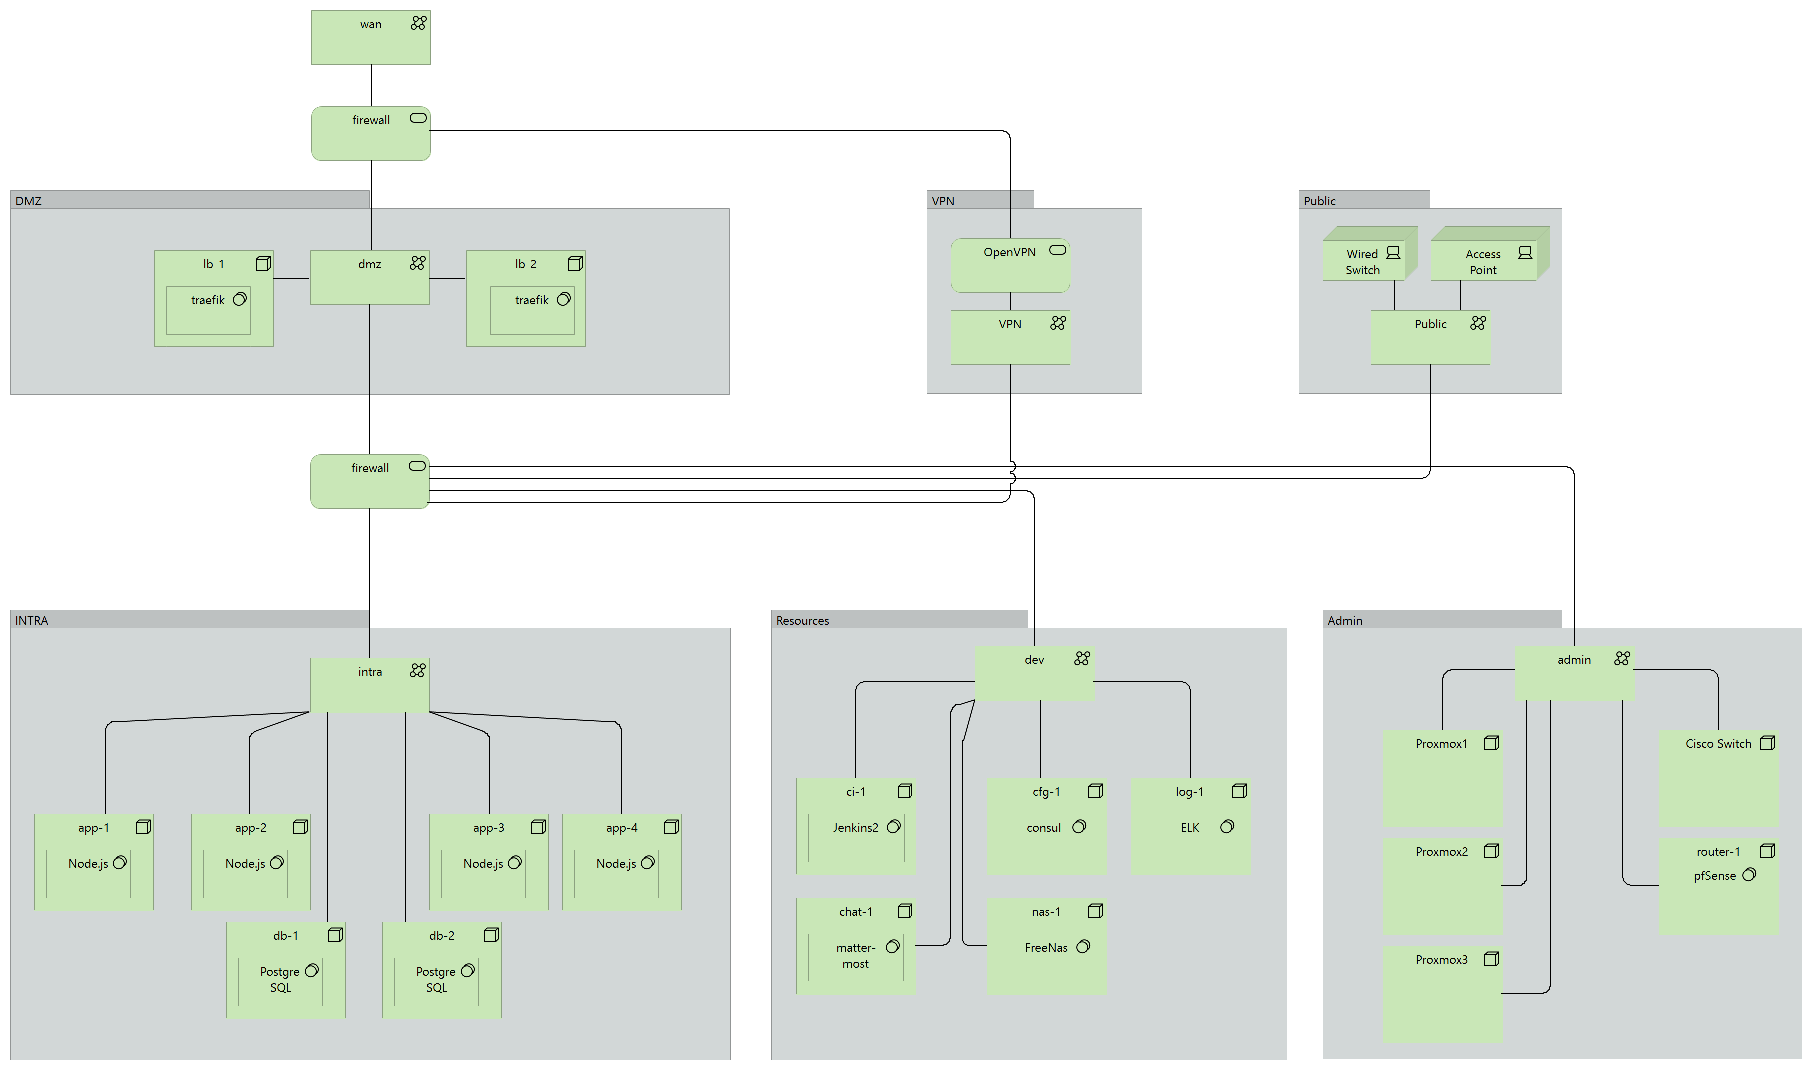 wan
firewall
DMZ
VPN
Public
lb 1
traefik
dmz
lb 2
traefik
OpenVPN
VPN
Wired
Switch
Access
Point
Public
firewall
INTRA
Resources
Admin
intra
dev
admin
app-1
Node.js
app-2
Node.js
app-3
Node.js
app-4
Node.js
db-1
Postgre
SQL
db-2
Postgre
SQL
ci-1
Jenkins2
cfg-1
consul
log-1
ELK
chat-1
matter-
most
nas-1
FreeNas
Proxmox1
Cisco Switch
Proxmox2
router-1
pfSense
Proxmox3